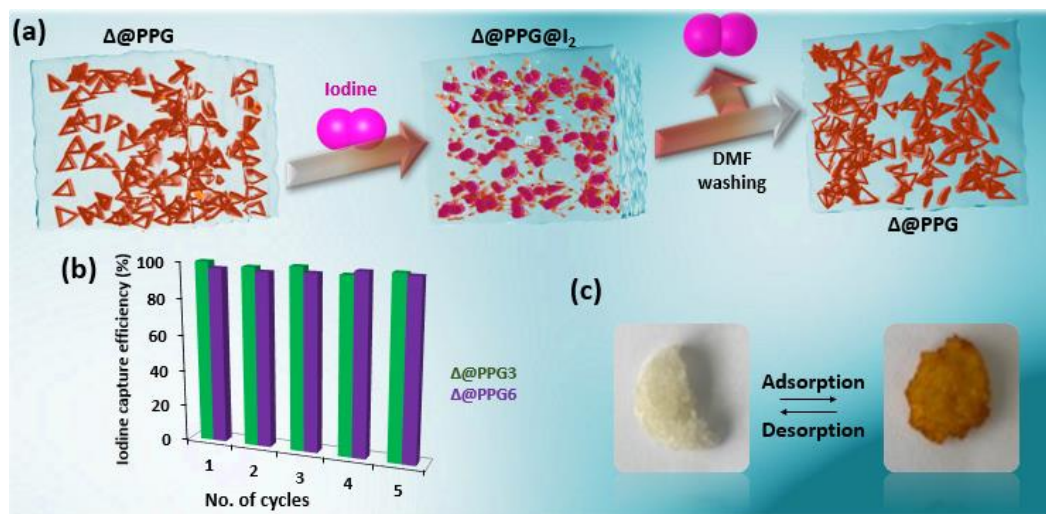 (a)
Δ@PPG
Iodine
Δ@PPG@I₂
DMF
washing
Δ@PPG
(b)
Iodine capture efficiency (%)
100
80
60
40
20
0
1
2
3
4
5
No. of cycles
Δ@PPG3
Δ@PPG6
(c)
Adsorption
Desorption